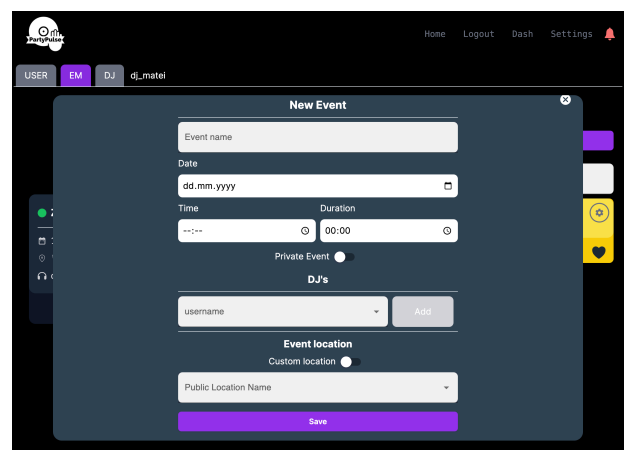 PartyPulse
Home Logout Dash Settings
USER EM DJ dj_matei
New Event
Event name
Date
dd.mm.yyyy
Time Duration
--:-- 00:00
Private Event
DJ's
username Add
Event location
Custom location
Public Location Name
Save